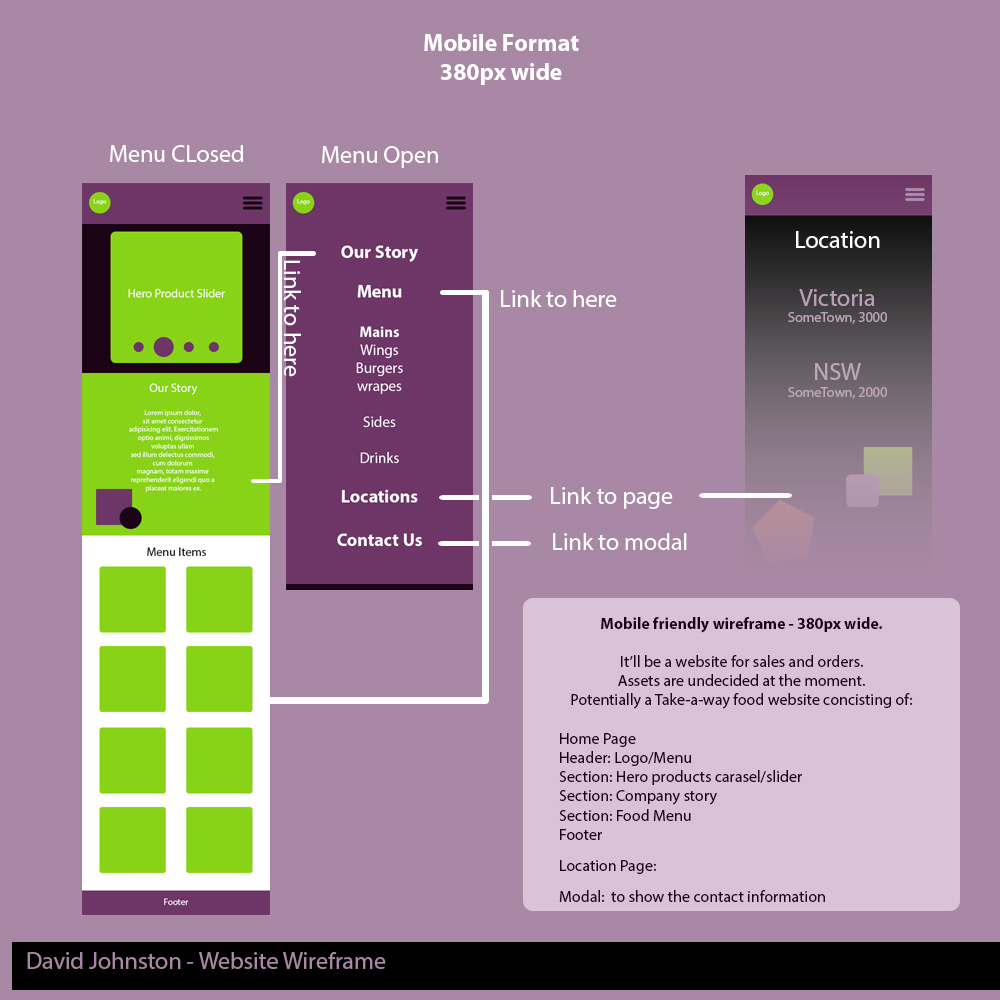 Mobile Format
380px wide
Menu CLosed
Menu Open
Logo
Hero Product Slider
Our Story
Lorem ipsum dolor,
sit amet consectetur
adipisicing elit. Exercitationem
optio animi, dignissimos
voluptas ullam
sed illum delectus commodi,
cum dolorum
magnam, totam maxime
reprehenderit eligendi quo a
placeat maiores ex.
Menu Items
Footer
Logo
Our Story
Menu
Mains
Wings
Burgers
wrapes
Sides
Drinks
Locations
Contact Us
Link to here
Link to here
Link to page
Link to modal
Logo
Location
Victoria
SomeTown, 3000
NSW
SomeTown, 2000
Mobile friendly wireframe - 380px wide.
It'll be a website for sales and orders.
Assets are undecided at the moment.
Potentially a Take-a-way food website concisting of:
Home Page
Header: Logo/Menu
Section: Hero products carasel/slider
Section: Company story
Section: Food Menu
Footer
Location Page:
Modal:  to show the contact information
David Johnston - Website Wireframe